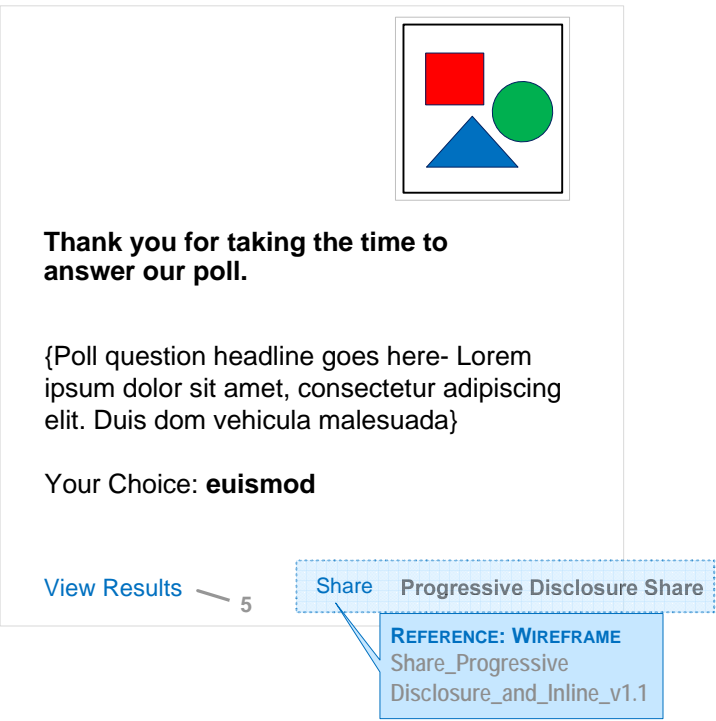 Thank you for taking the time to
answer our poll.
{Poll question headline goes here- Lorem
ipsum dolor sit amet, consectetur adipiscing
elit. Duis dom vehicula malesuada}
Your Choice: euismod
View Results 5
Share Progressive Disclosure Share
REFERENCE: WIREFRAME
Share_Progressive
Disclosure_and_Inline_v1.1